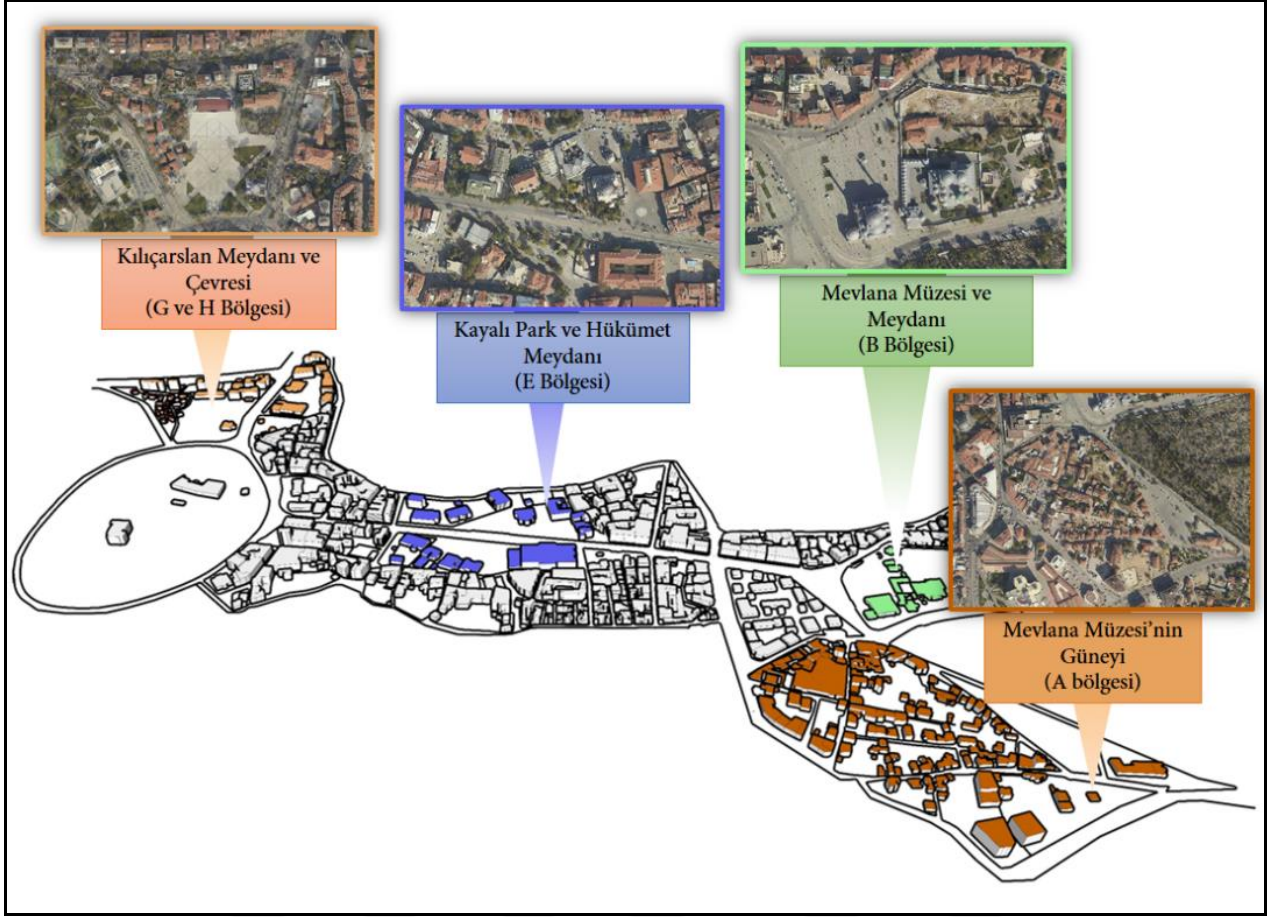 Kılıçarslan Meydanı ve
Çevresi
(G ve H Bölgesi)
Kayalı Park ve Hükümet
Meydanı
(E Bölgesi)
Mevlana Müzesi ve
Meydanı
(B Bölgesi)
Mevlana Müzesi’nin
Güneyi
(A bölgesi)